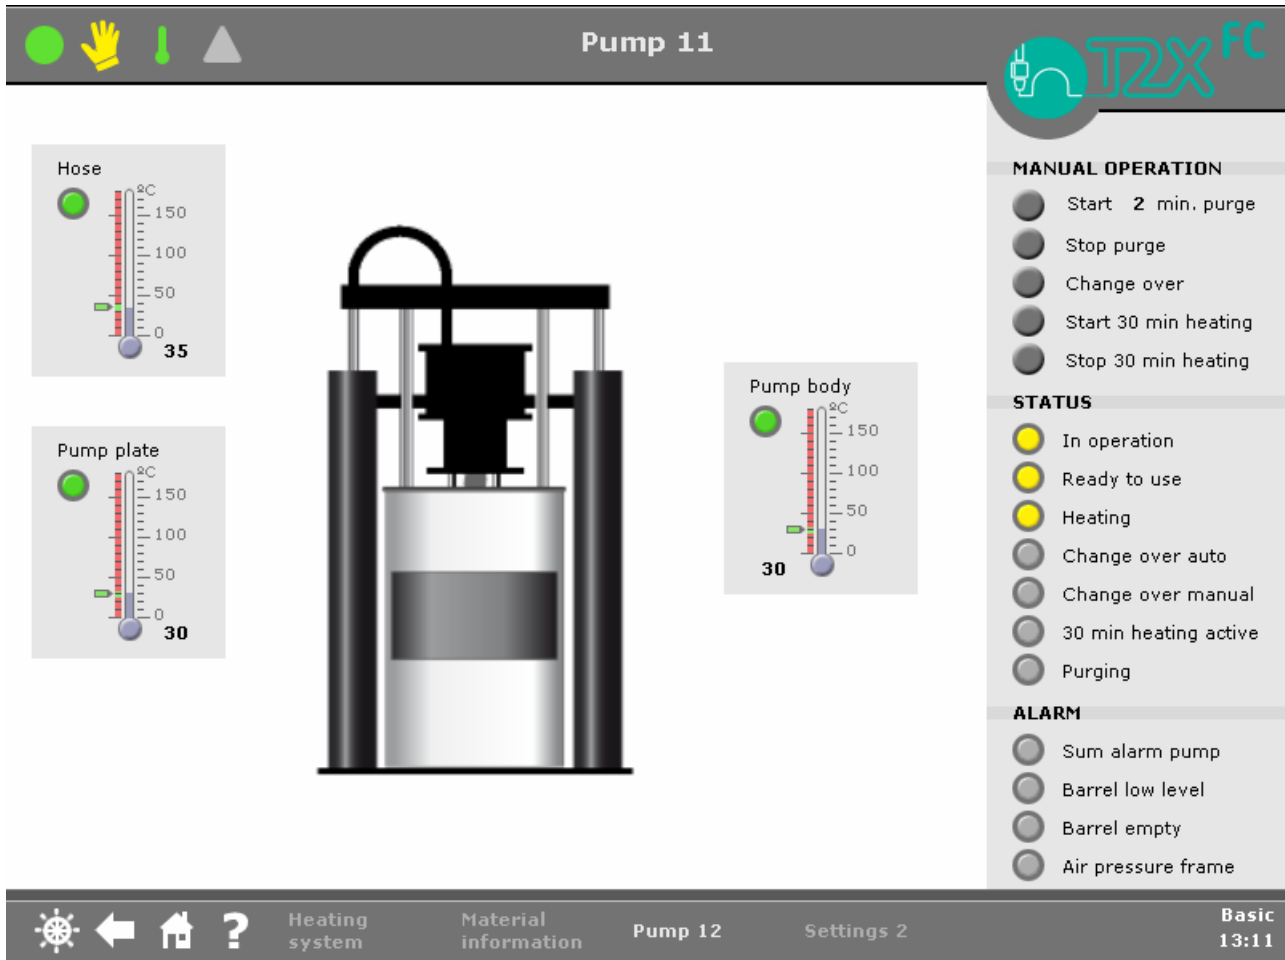 Pump 11
T2X FC
Hose
ºC
150
100
50
0
35
Pump plate
ºC
150
100
50
0
30
Pump body
ºC
150
100
50
0
30
MANUAL OPERATION
Start 2 min. purge
Stop purge
Change over
Start 30 min heating
Stop 30 min heating
STATUS
In operation
Ready to use
Heating
Change over auto
Change over manual
30 min heating active
Purging
ALARM
Sum alarm pump
Barrel low level
Barrel empty
Air pressure frame
?
Heating
system
Material
information
Pump 12
Settings 2
Basic
13:11